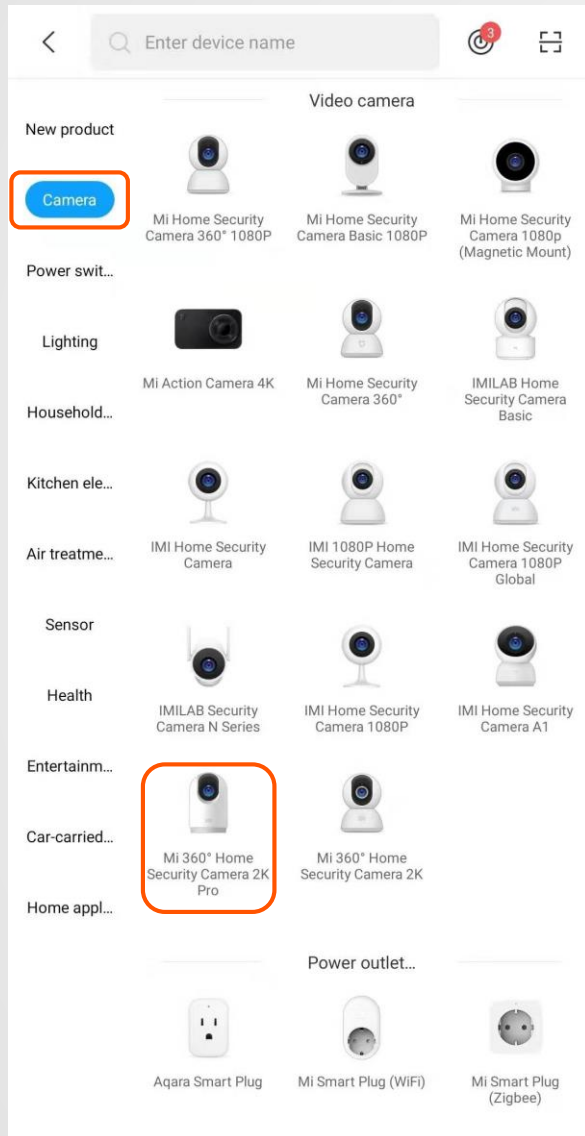 Enter device name
3
New product
Camera
Power swit...
Lighting
Household...
Kitchen ele...
Air treatme...
Sensor
Health
Entertainm...
Car-carried...
Home appl...
Video camera
Mi Home Security
Camera 360° 1080P
Mi Home Security
Camera Basic 1080P
Mi Home Security
Camera 1080p
(Magnetic Mount)
Mi Action Camera 4K
Mi Home Security
Camera 360°
IMILAB Home
Security Camera
Basic
IMI Home Security
Camera
IMI 1080P Home
Security Camera
IMI Home Security
Camera 1080P
Global
IMILAB Security
Camera N Series
IMI Home Security
Camera 1080P
IMI Home Security
Camera A1
Mi 360° Home
Security Camera 2K
Pro
Mi 360° Home
Security Camera 2K
Power outlet...
Aqara Smart Plug
Mi Smart Plug (WiFi)
Mi Smart Plug
(Zigbee)